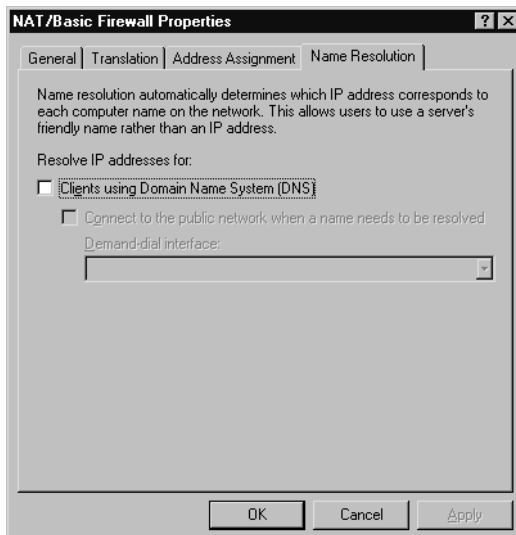 NAT/Basic Firewall Properties
General
Translation
Address Assignment
Name Resolution
Name resolution automatically determines which IP address corresponds to
each computer name on the network. This allows users to use a server's
friendly name rather than an IP address.
Resolve IP addresses for:
Clients using Domain Name System (DNS)
Connect to the public network when a name needs to be resolved
Demand-dial interface:
OK
Cancel
Apply